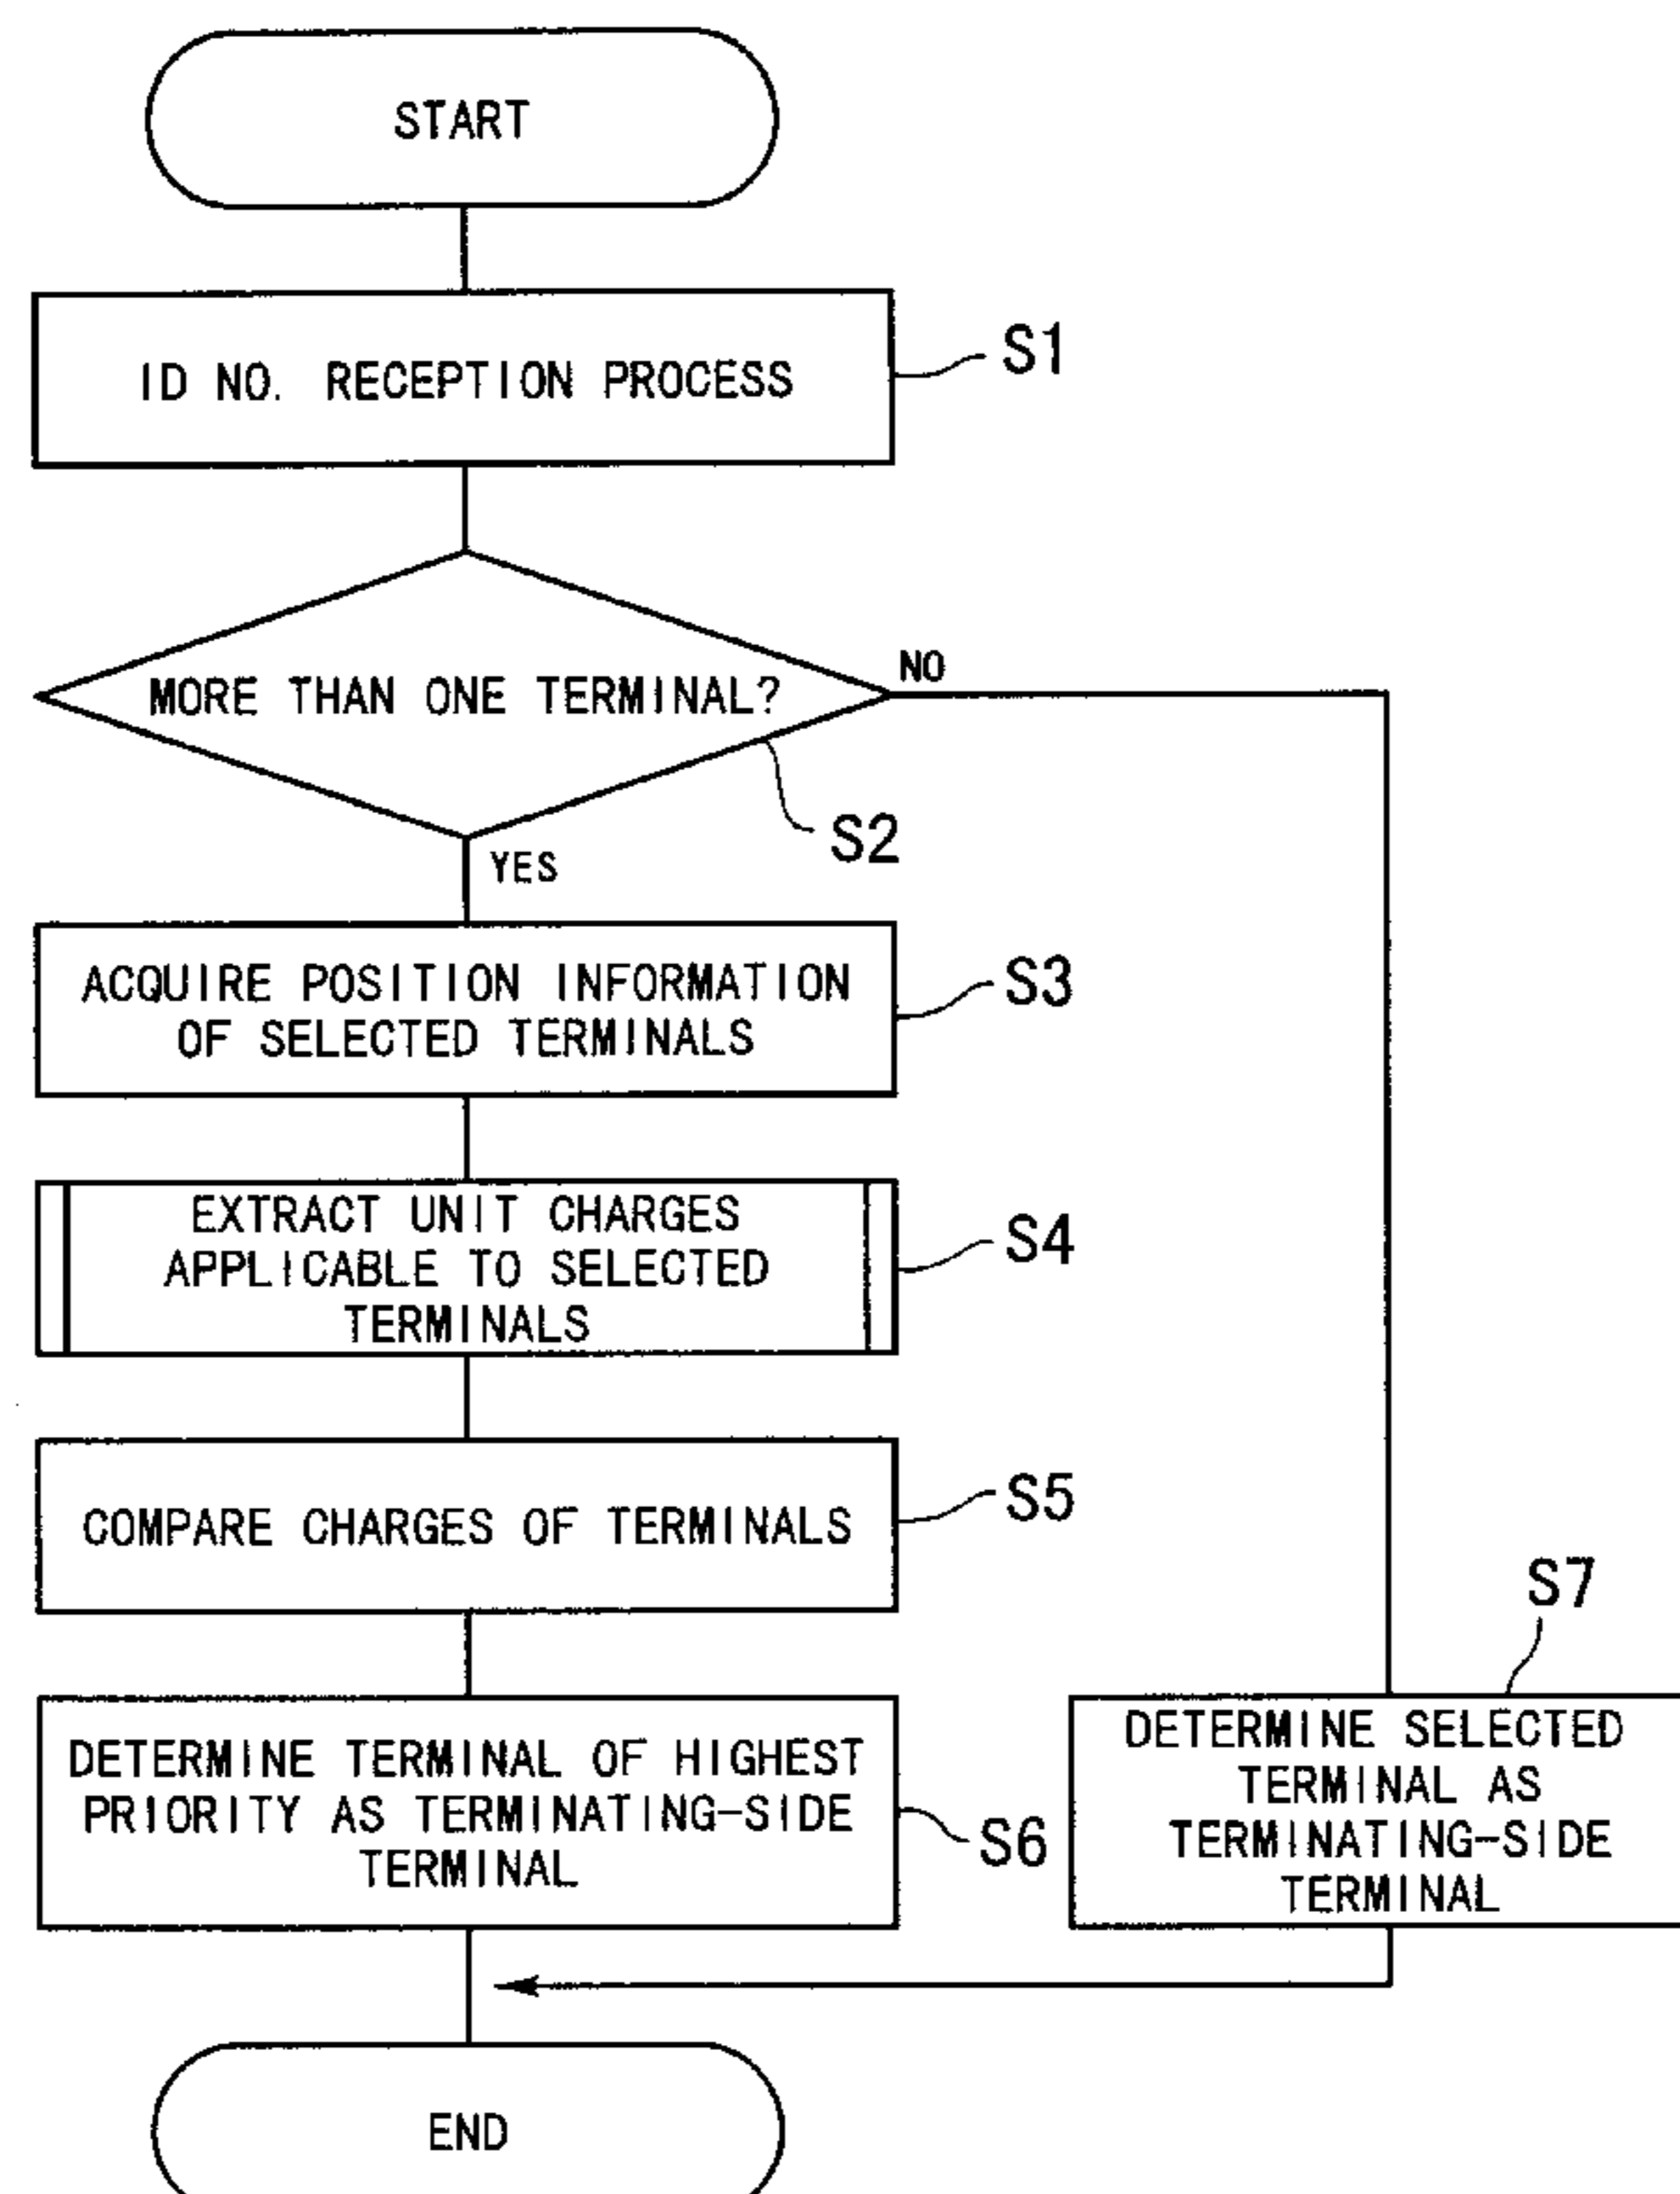 START
ID NO. RECEPTION PROCESS
S1
MORE THAN ONE TERMINAL?
NO
S2
YES
ACQUIRE POSITION INFORMATION
OF SELECTED TERMINALS
S3
EXTRACT UNIT CHARGES
APPLICABLE TO SELECTED
TERMINALS
S4
COMPARE CHARGES OF TERMINALS
S5
DETERMINE TERMINAL OF HIGHEST
PRIORITY AS TERMINATING-SIDE
TERMINAL
S6
S7
DETERMINE SELECTED
TERMINAL AS
TERMINATING-SIDE
TERMINAL
END